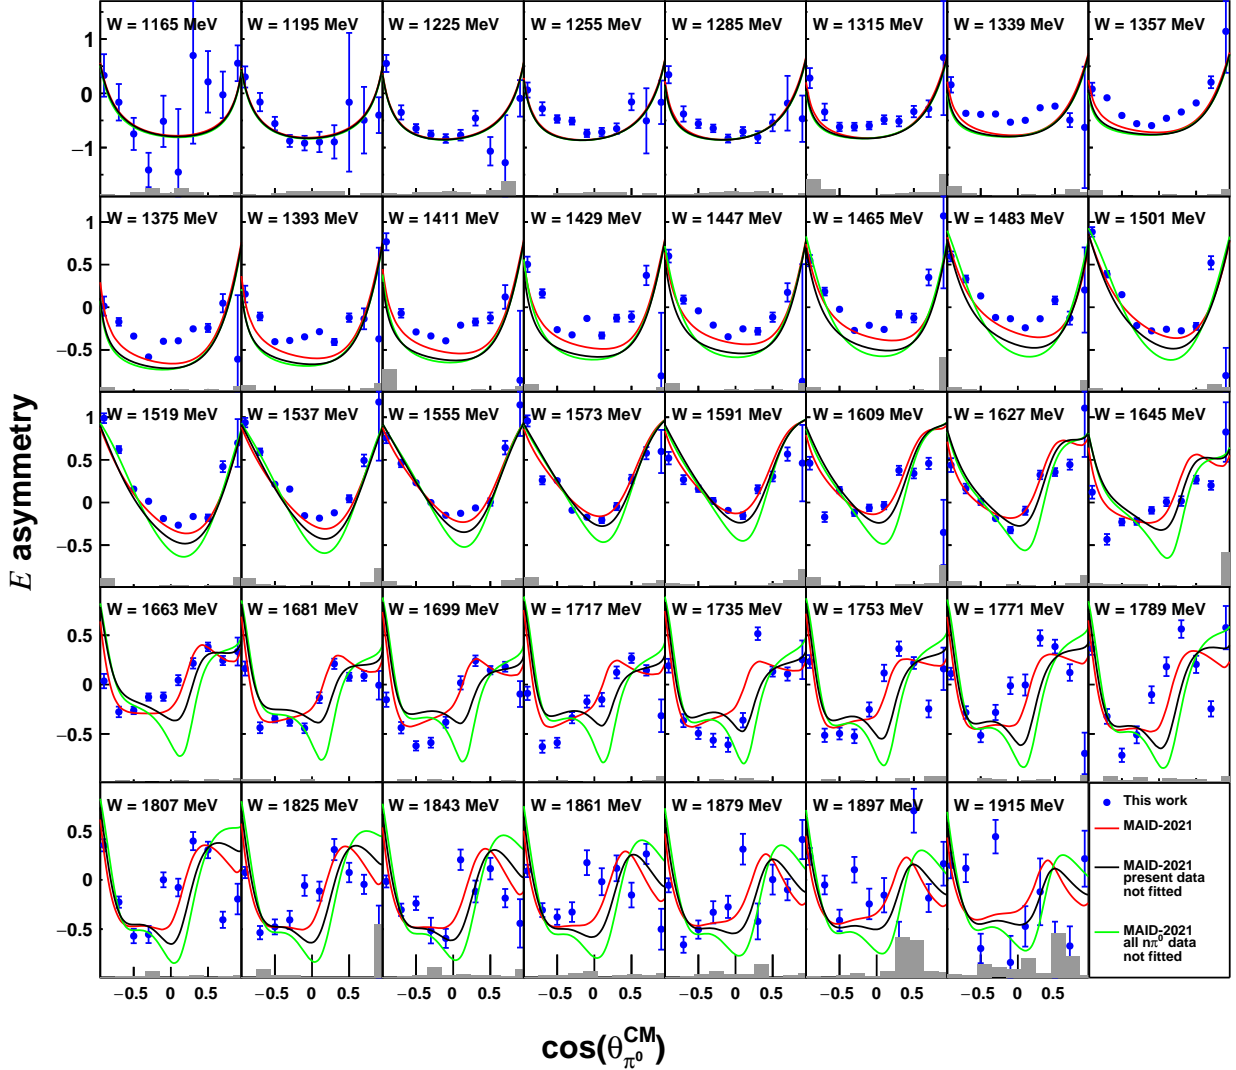 W = 1165 MeV W = 1195 MeV W = 1225 MeV W = 1255 MeV W = 1285 MeV W = 1315 MeV W = 1339 MeV W = 1357 MeV
1
0
−1
W = 1375 MeV W = 1393 MeV W = 1411 MeV W = 1429 MeV W = 1447 MeV W = 1465 MeV W = 1483 MeV W = 1501 MeV
1
0.5
0
−0.5
E asymmetry
W = 1519 MeV W = 1537 MeV W = 1555 MeV W = 1573 MeV W = 1591 MeV W = 1609 MeV W = 1627 MeV W = 1645 MeV
1
0.5
0
−0.5
W = 1663 MeV W = 1681 MeV W = 1699 MeV W = 1717 MeV W = 1735 MeV W = 1753 MeV W = 1771 MeV W = 1789 MeV
0.5
0
−0.5
W = 1807 MeV W = 1825 MeV W = 1843 MeV W = 1861 MeV W = 1879 MeV W = 1897 MeV W = 1915 MeV
0.5
0
−0.5
This work
MAID-2021
MAID-2021
present data
not fitted
MAID-2021
all nπ⁰ data
not fitted
−0.5 0 0.5 −0.5 0 0.5 −0.5 0 0.5 −0.5 0 0.5 −0.5 0 0.5 −0.5 0 0.5 −0.5 0 0.5
cos(θ_π⁰^CM)